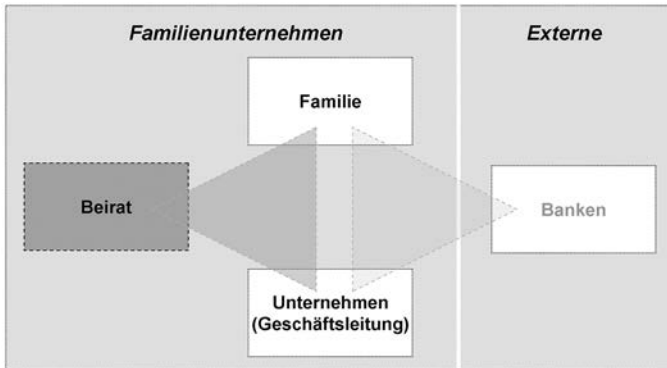 Familienunternehmen
Externe
Familie
Beirat
Banken
Unternehmen
(Geschäftsleitung)